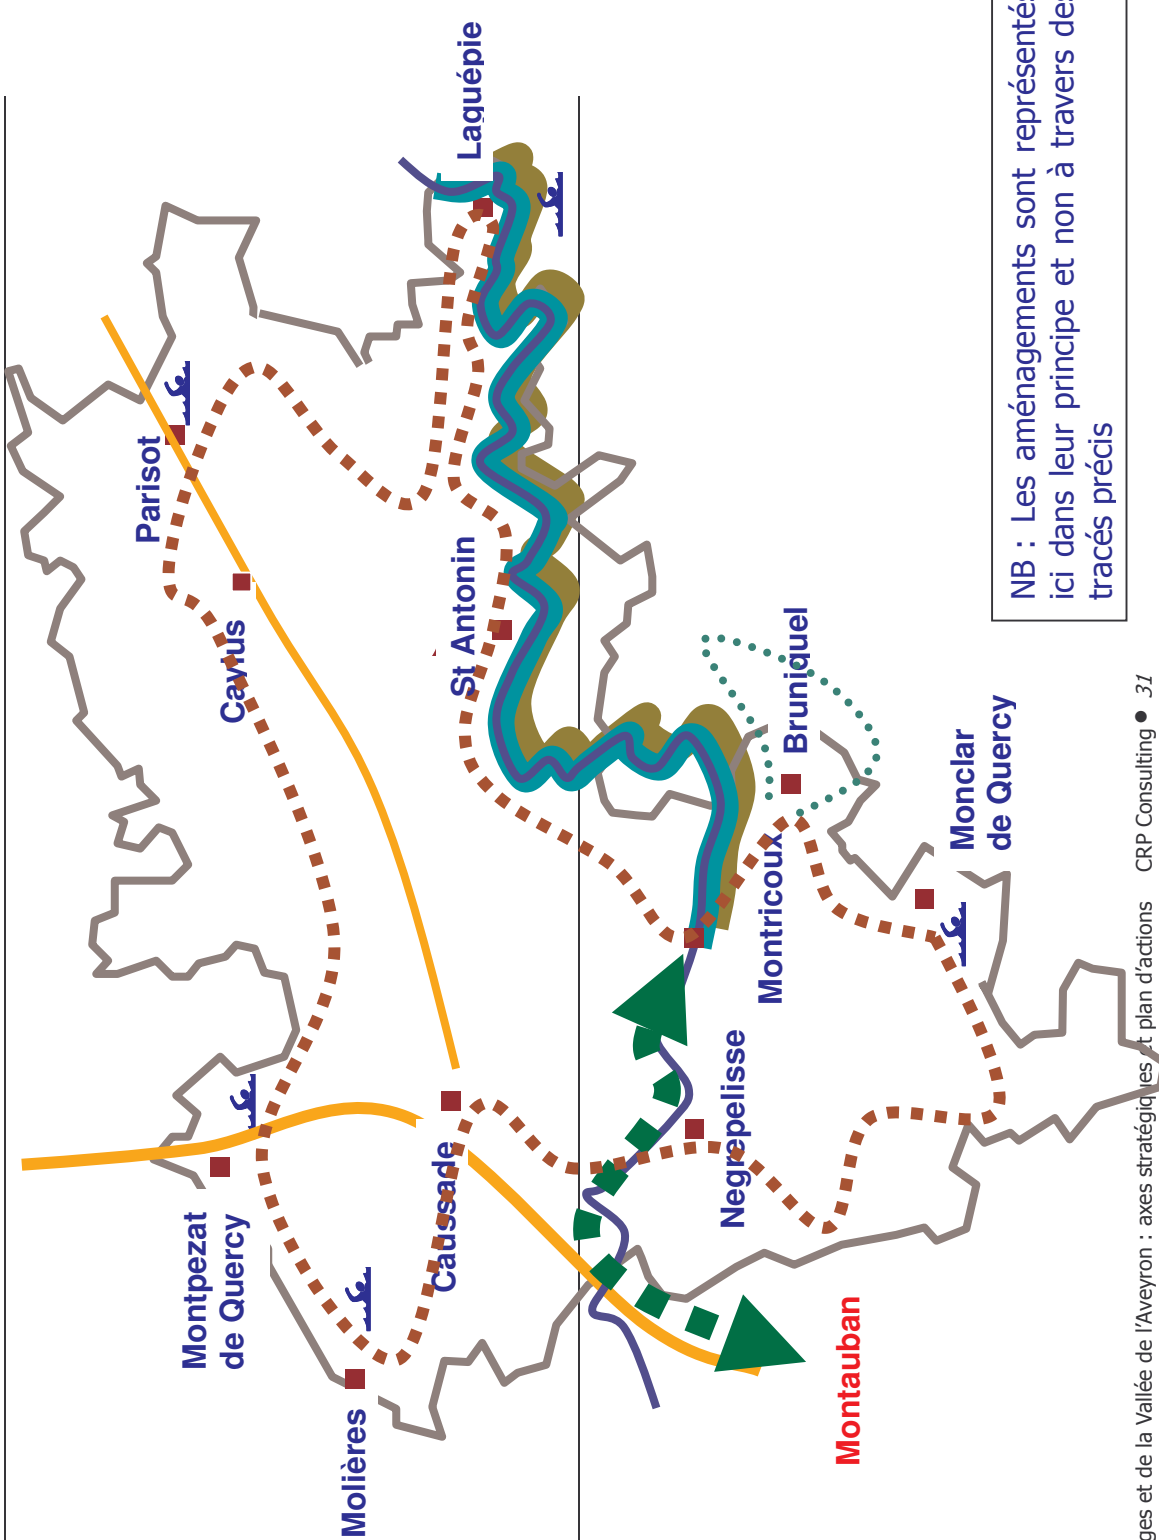 Laguépie
Parisot
Caylus
St Antonin
Bruniquel
Monclar
de Quercy
Montricoux
Negrepelisse
Caussade
Montpezat
de Quercy
Molières
Montauban
NB : Les aménagements sont représentés
ici dans leur principe et non à travers des
tracés précis
ges et de la Vallée de l'Aveyron : axes stratégiques et plan d'actions CRP Consulting ● 31